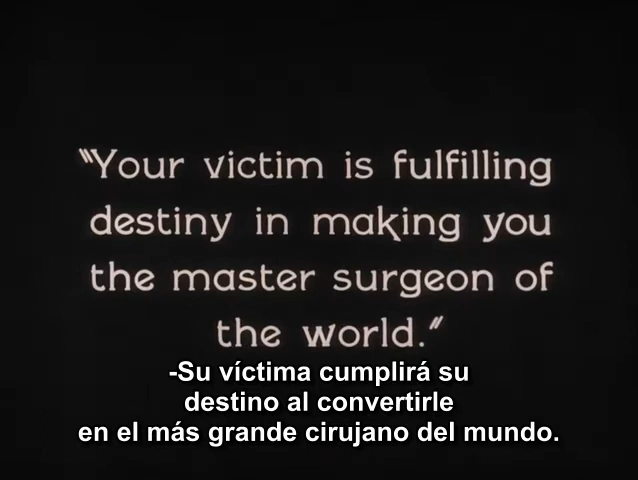 "Your victim is fulfilling
destiny in making you
the master surgeon of
the world."
-Su víctima cumplirá su
destino al convertirle
en el más grande cirujano del mundo.